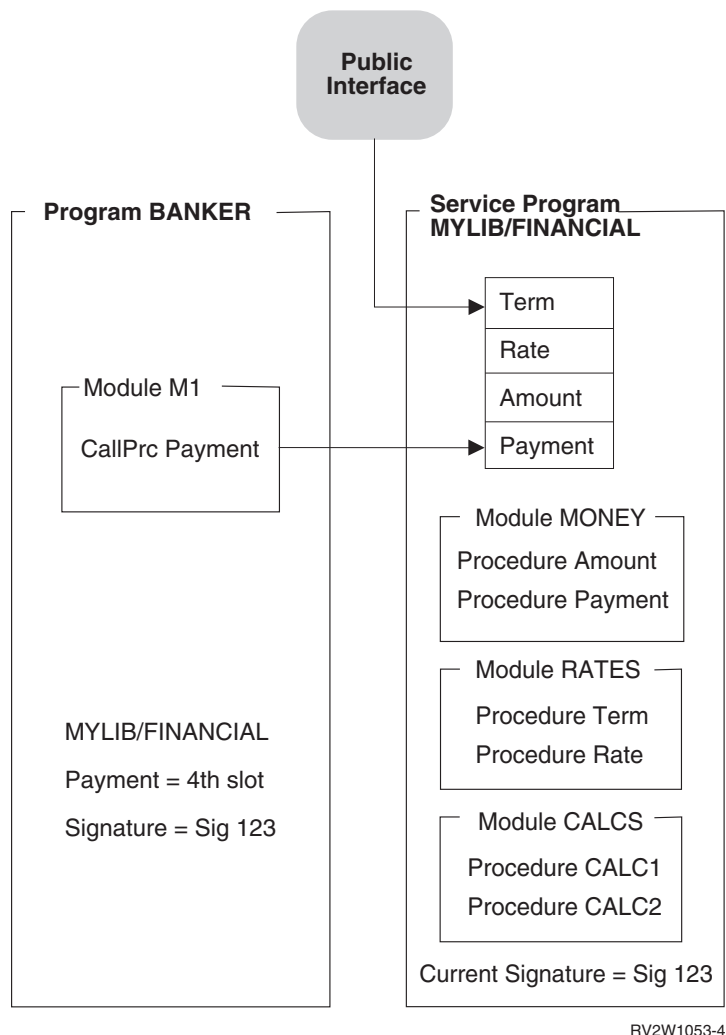 Public
Interface
Program BANKER
Module M1
CallPrc Payment
MYLIB/FINANCIAL
Payment = 4th slot
Signature = Sig 123
Service Program
MYLIB/FINANCIAL
Term
Rate
Amount
Payment
Module MONEY
Procedure Amount
Procedure Payment
Module RATES
Procedure Term
Procedure Rate
Module CALCS
Procedure CALC1
Procedure CALC2
Current Signature = Sig 123
RV2W1053-4